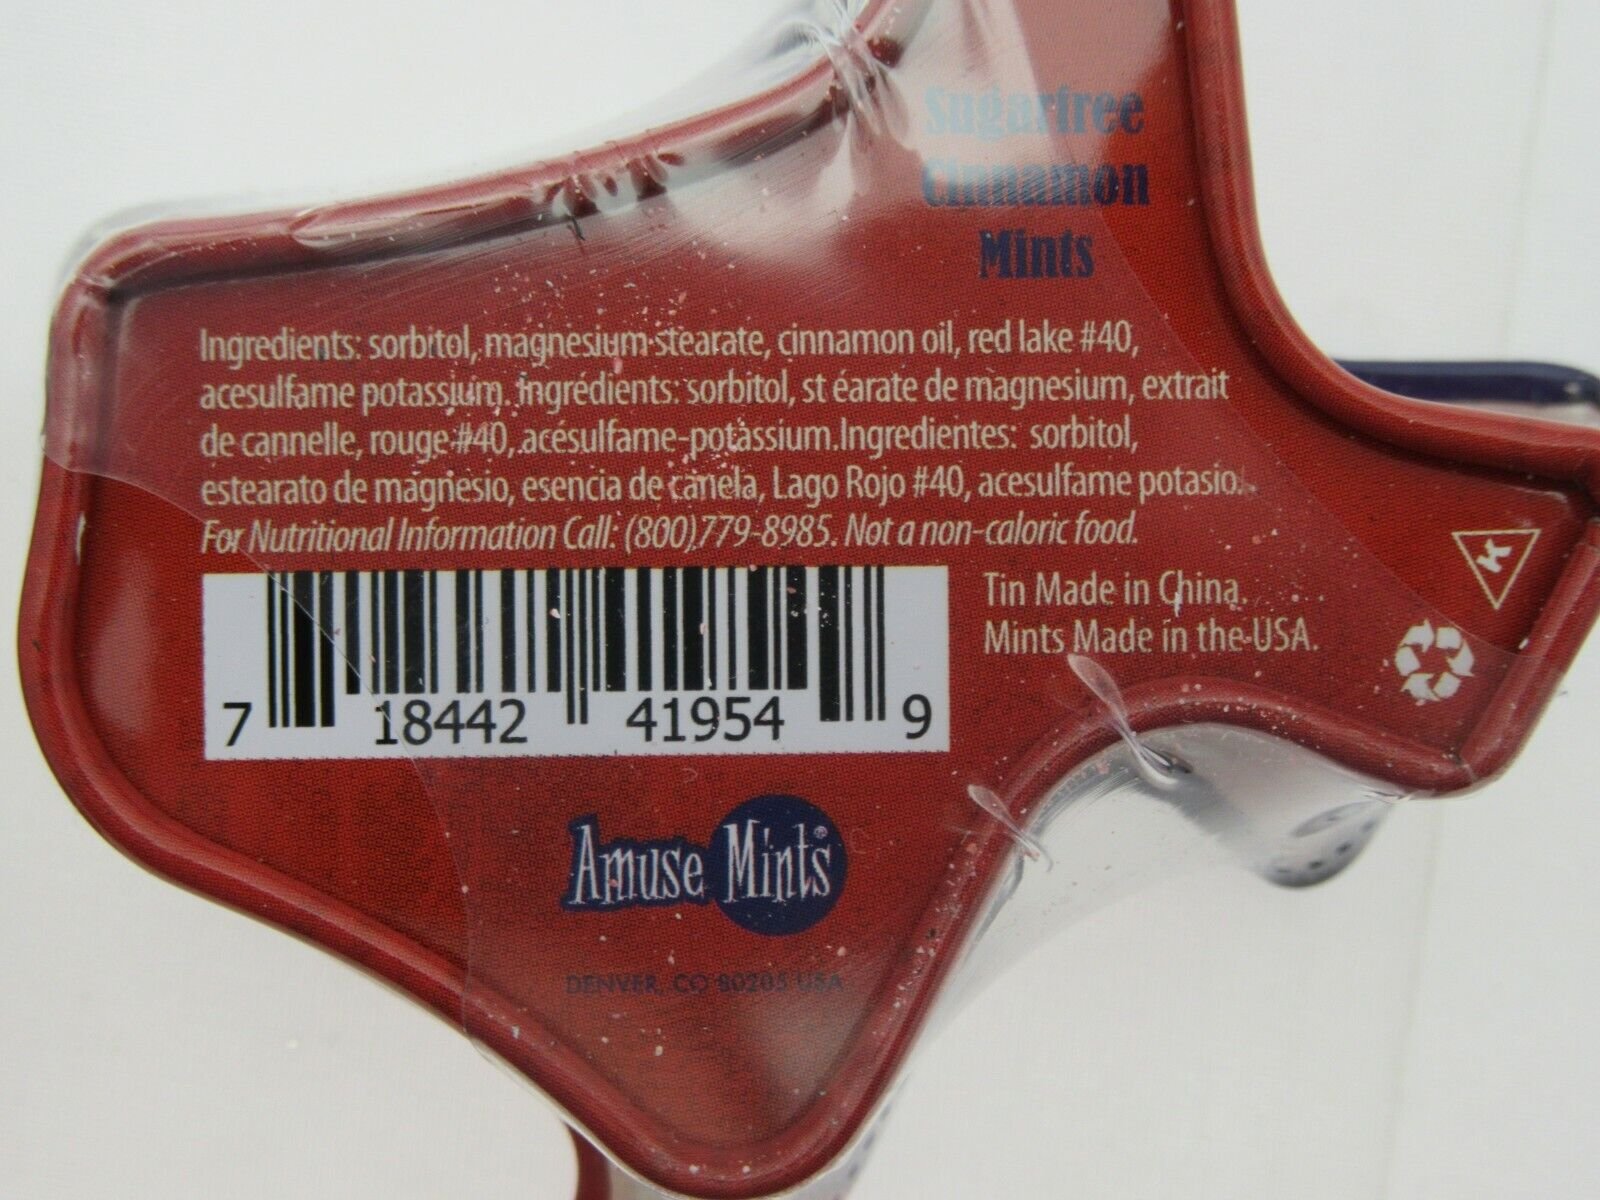 Sugarfree
Cinnamon
Mints
Ingredients: sorbitol, magnesium stearate, cinnamon oil, red lake #40,
acesulfame potassium. Ingrédients: sorbitol, st éarate de magnesium, extrait
de cannelle, rouge #40, acésulfame-potassium.Ingredientes: sorbitol,
estearato de magnesio, esencia de canela, Lago Rojo #40, acesulfame potasio.
For Nutritional Information Call: (800)779-8985. Not a non-caloric food.
Tin Made in China.
Mints Made in the USA.
K
7 18442 41954 9
Amuse Mints®
DENVER, CO 80205 USA